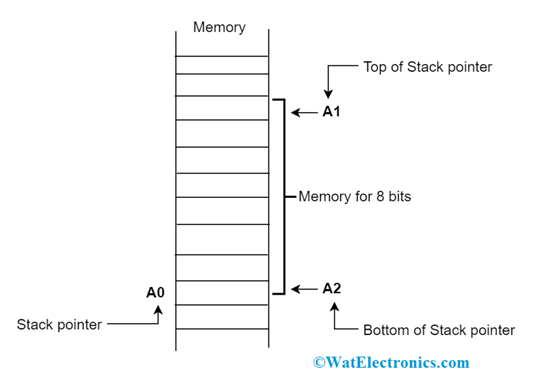 Memory
Top of Stack pointer
A1
Memory for 8 bits
A0
A2
Stack pointer
Bottom of Stack pointer
©WatElectronics.com